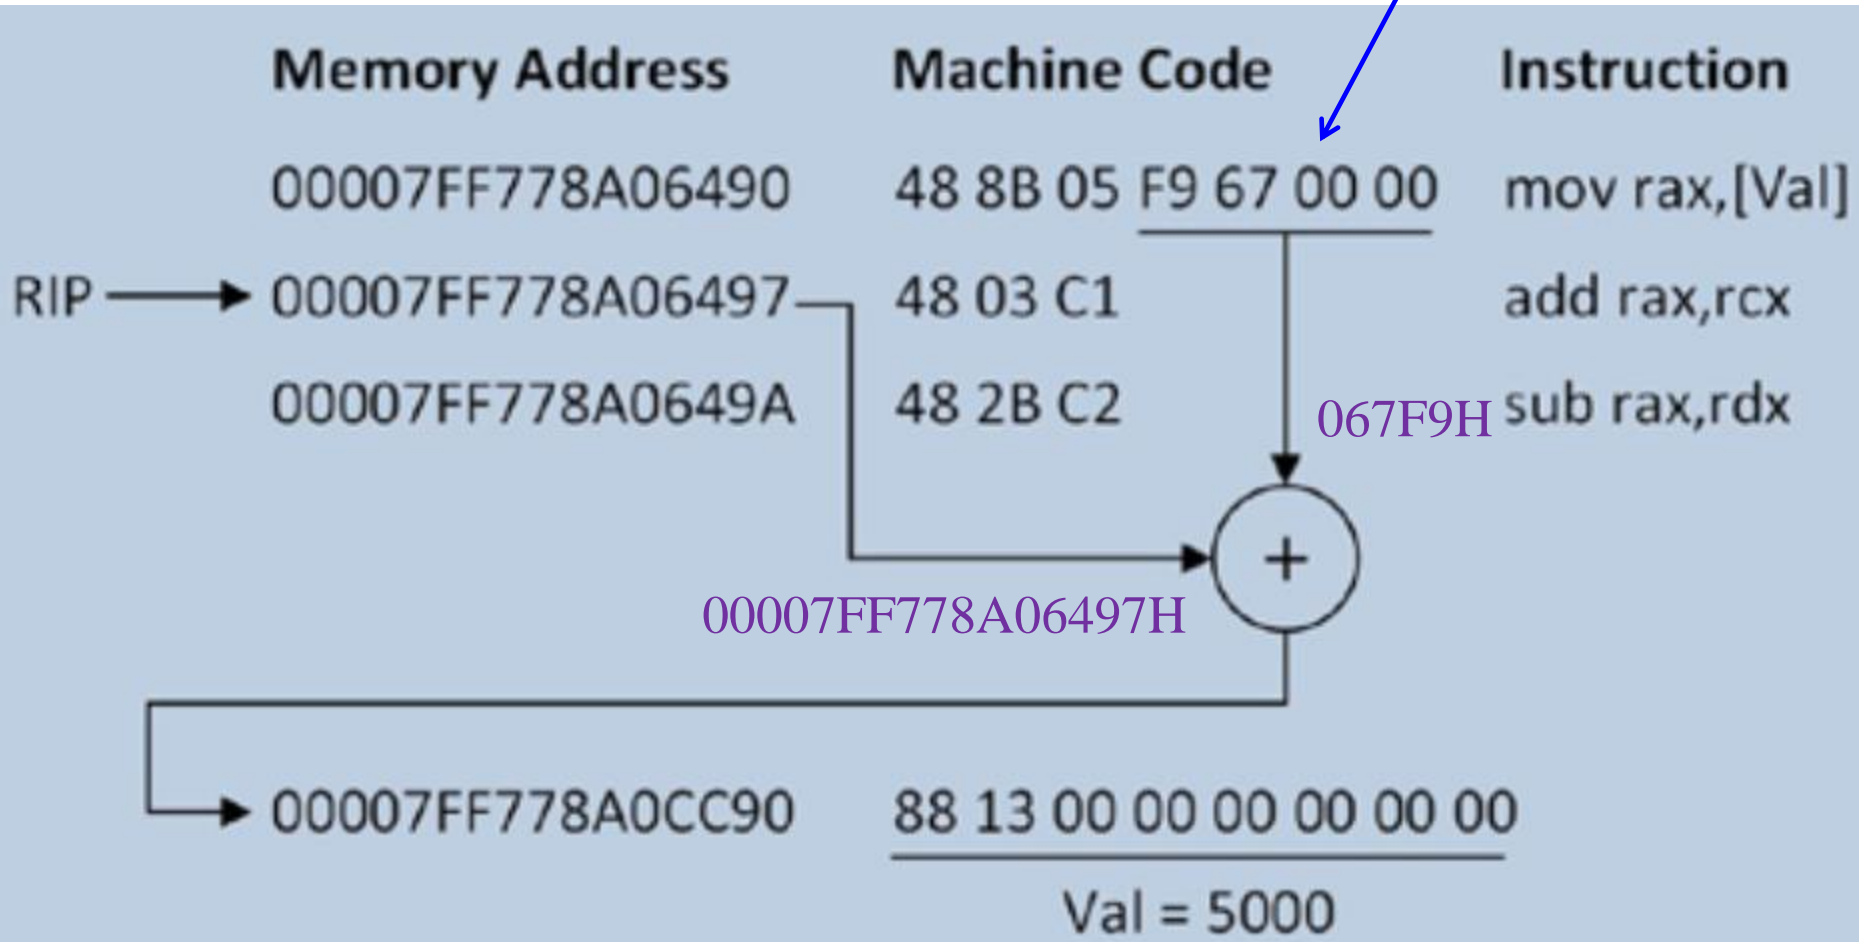 Memory Address Machine Code Instruction
00007FF778A06490 48 8B 05 F9 67 00 00 mov rax,[Val]
RIP 00007FF778A06497 48 03 C1 add rax,rcx
00007FF778A0649A 48 2B C2 067F9H sub rax,rdx
+
00007FF778A06497H
00007FF778A0CC90 88 13 00 00 00 00 00 00
Val = 5000